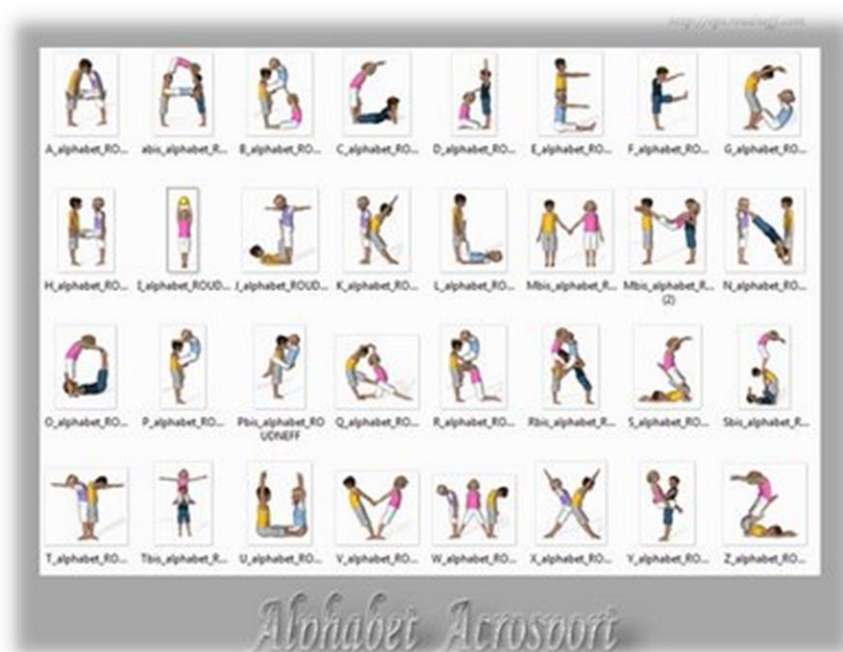 A_alphabet_RO... abis_alphabet_R... B_alphabet_RO... C_alphabet_RO... D_alphabet_RO... E_alphabet_RO... F_alphabet_RO... G_alphabet_RO...
H_alphabet_RO... I_alphabet_ROUD... J_alphabet_ROUD... K_alphabet_RO... L_alphabet_RO... Mbis_alphabet_R... Mbis_alphabet_R... N_alphabet_RO...
(2)
O_alphabet_RO... P_alphabet_RO... Pbis_alphabet_RO Q_alphabet_RO... R_alphabet_RO... Rbis_alphabet_R... S_alphabet_RO... Sbis_alphabet_R...
UDNEFF
T_alphabet_RO... Tbis_alphabet_R... U_alphabet_RO... V_alphabet_RO... W_alphabet_RO... X_alphabet_RO... Y_alphabet_RO... Z_alphabet_RO...
Alphabet Acrosport